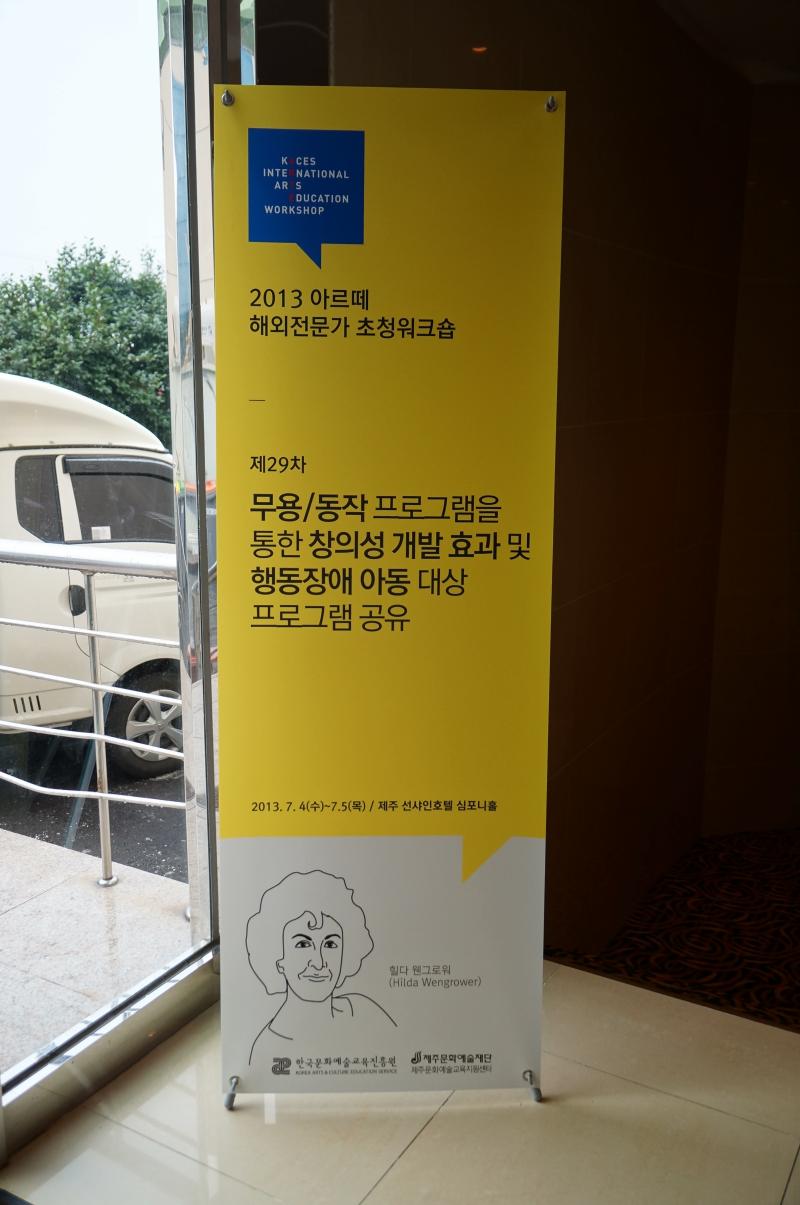 KACES
INTERNATIONAL
ARTS
EDUCATION
WORKSHOP
2013 아르떼
해외전문가 초청워크숍
—
제29차
무용/동작 프로그램을
통한 창의성 개발 효과 및
행동장애 아동 대상
프로그램 공유
2013. 7. 4(수)~7.5(목) / 제주 선샤인호텔 심포니홀
힐다 웬그로워
(Hilda Wengrower)
한국문화예술교육진흥원
KOREA ARTS & CULTURE EDUCATION SERVICE
제주문화예술재단
제주문화예술교육지원센터